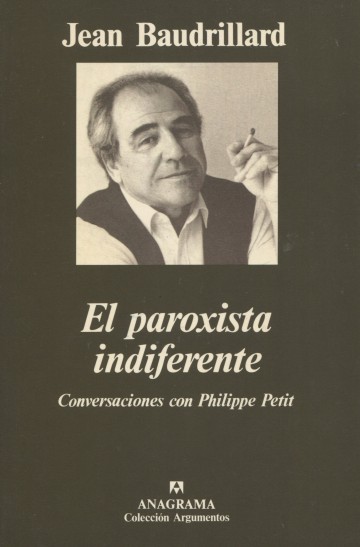 Jean Baudrillard
El paroxista
indiferente
Conversaciones con Philippe Petit
ANAGRAMA
Colección Argumentos